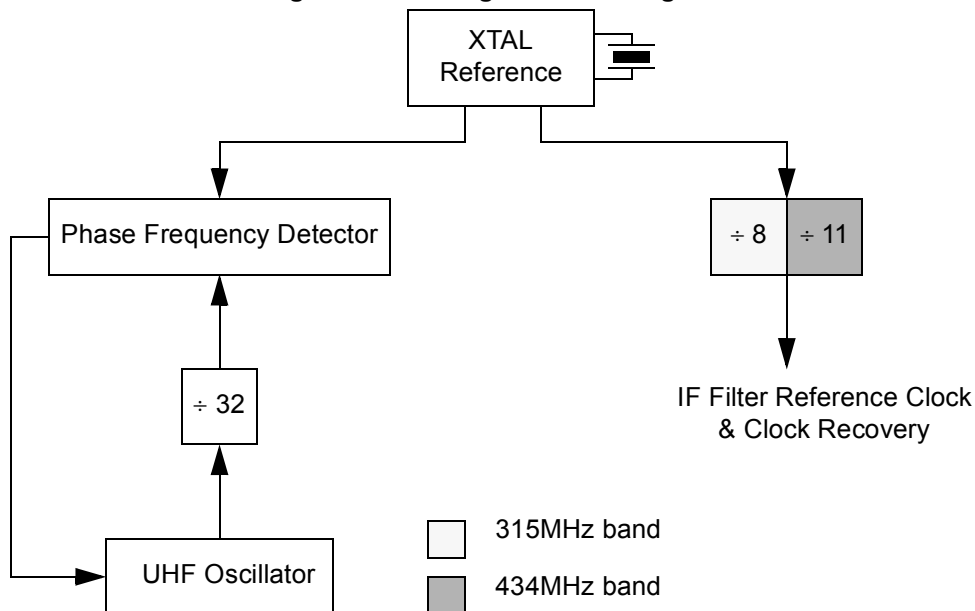 XTAL
Reference
Phase Frequency Detector
÷ 8
÷ 11
÷ 32
IF Filter Reference Clock
& Clock Recovery
UHF Oscillator
315MHz band
434MHz band